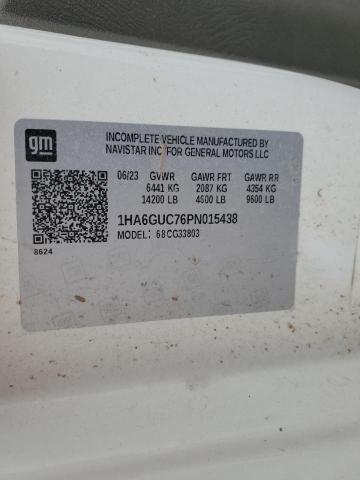 gm
INCOMPLETE VEHICLE MANUFACTURED BY
NAVISTAR INC FOR GENERAL MOTORS LLC
06/23 GVWR GAWR FRT GAWR RR
6441 KG 2087 KG 4354 KG
14200 LB 4600 LB 9600 LB
1HA6GUC76PN015438
MODEL: 68CG33803
8624